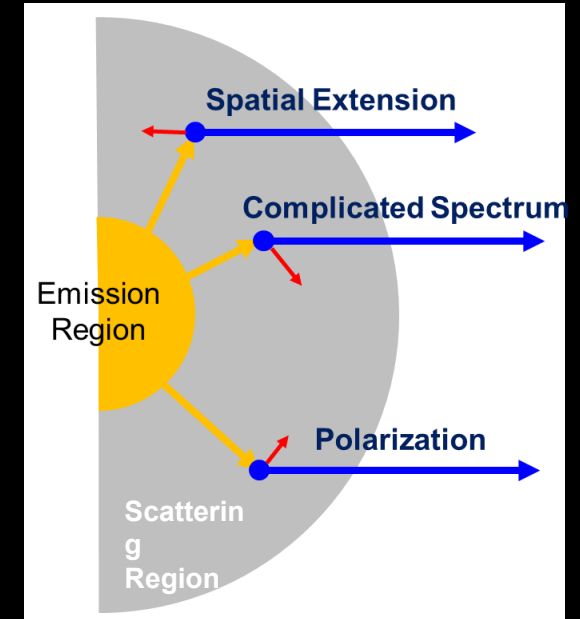 Spatial Extension
Complicated Spectrum
Emission
Region
Polarization
Scatterin
g
Region